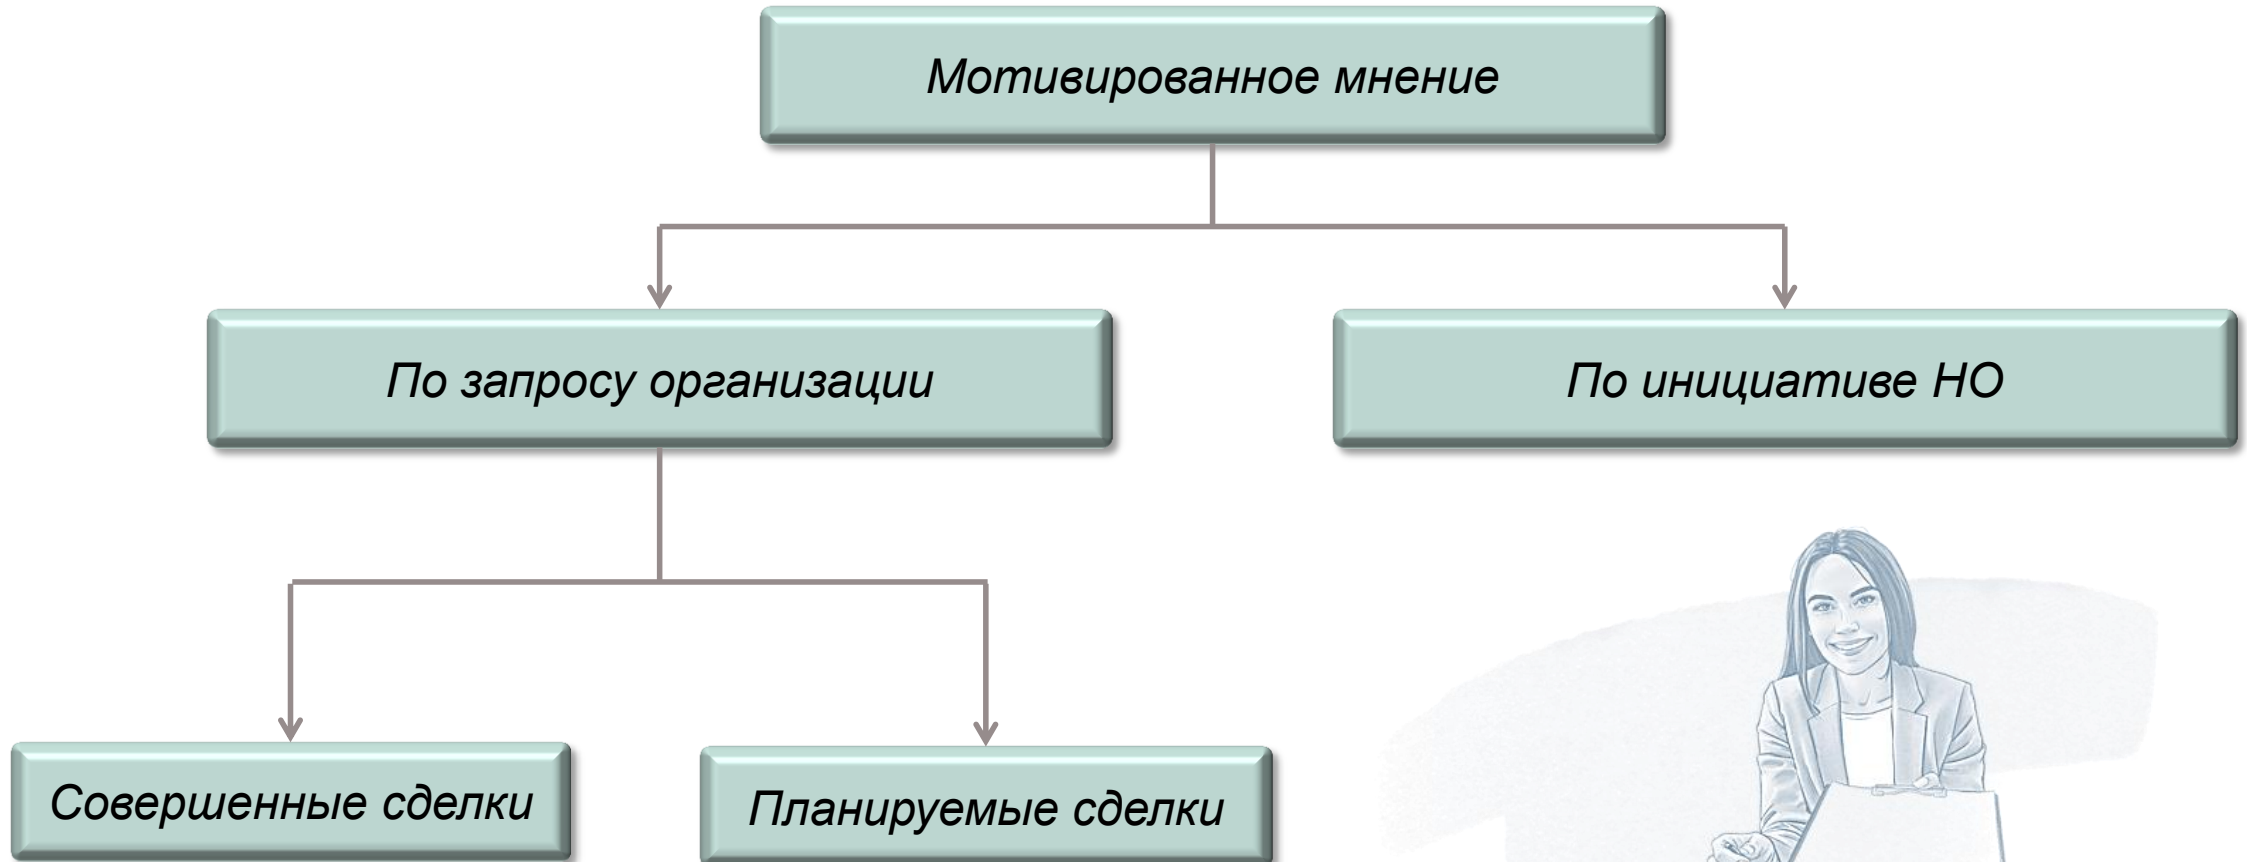 Мотивированное мнение
По запросу организации
По инициативе НО
Совершенные сделки
Планируемые сделки